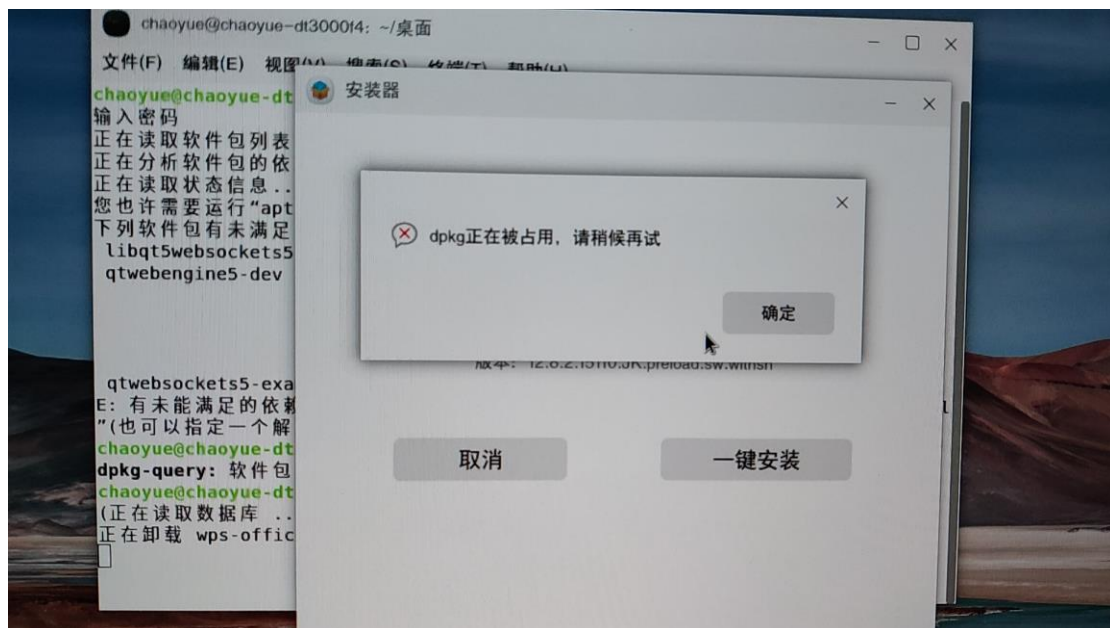 chaoyue@chaoyue-dt3000f4: ~/桌面
文件(F) 编辑(E) 视图(V) 搜索(S) 终端(T) 帮助(H)
chaoyue@chaoyue-dt
输入密码
正在读取软件包列表
正在分析软件包的依
正在读取状态信息..
您也许需要运行“apt
下列软件包有未满足
libqt5websockets5
qtwebengine5-dev
qtwebsockets5-exa
E: 有未能满足的依赖
”(也可以指定一个解
chaoyue@chaoyue-dt
dpkg-query: 软件包
chaoyue@chaoyue-dt
(正在读取数据库 ..
正在卸载 wps-offic
安装器
dpkg正在被占用，请稍候再试
确定
版本:
取消
一键安装